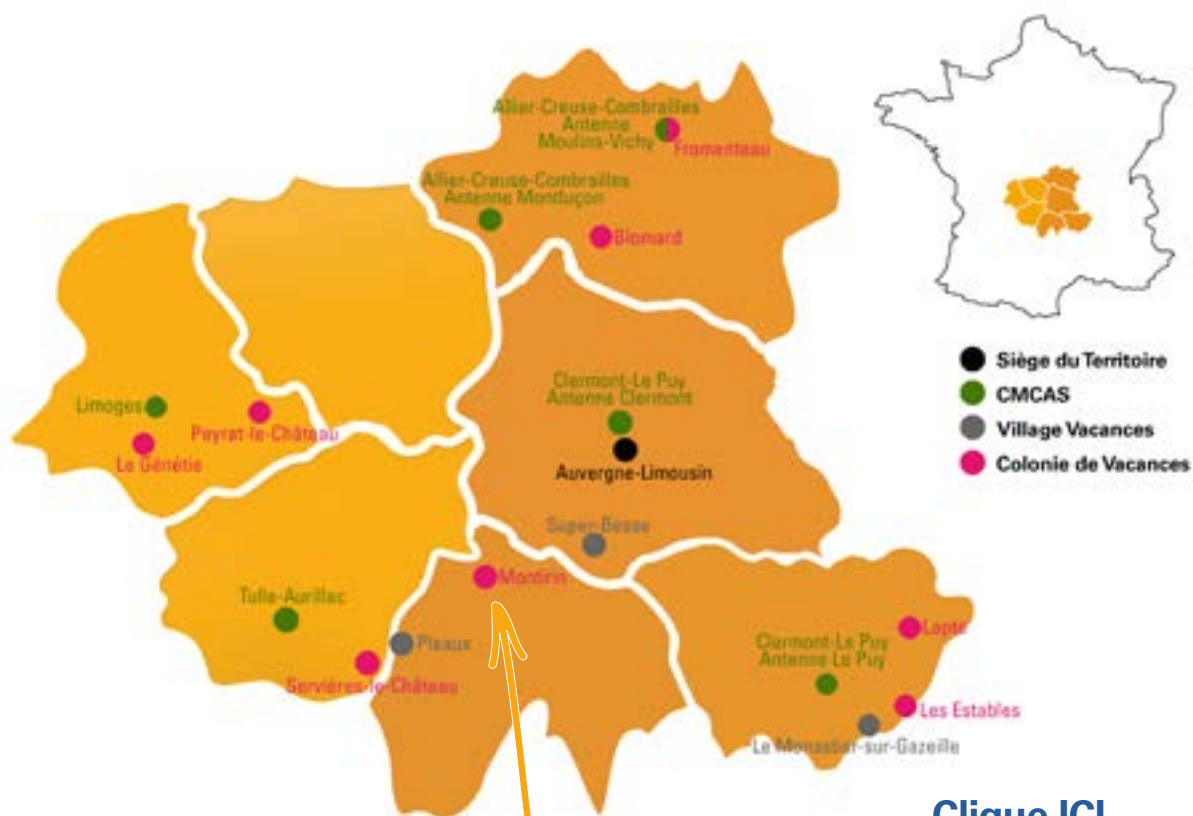 Allier-Creuse-Combrailles
Antenne
Moulins-Vichy
Fromenteau
Allier-Creuse-Combrailles
Antenne Montluçon
Blomard
Limoges
Peyrat-le-Château
Le Génétie
Clermont-Le Puy
Antenne Clermont
Auvergne-Limousin
Super-Besse
Siège du Territoire
CMCAS
Village Vacances
Colonie de Vacances
Montirin
Tulle-Aurillac
Pleaux
Servières-le-Château
Lapte
Clermont-Le Puy
Antenne Le Puy
Les Estables
Le Monastier-sur-Gazeille
Clique ICI